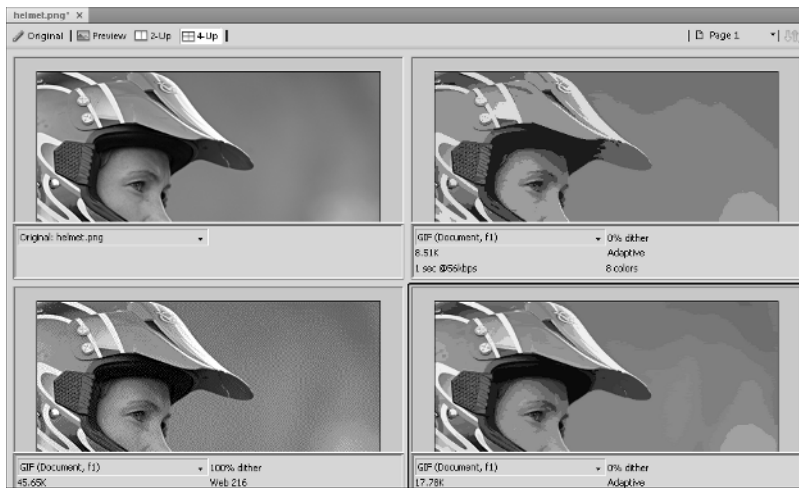 helmet.png* ×
Original Preview 2-Up 4-Up Page 1
Original: helmet.png
GIF (Document, f1) 0% dither
8.51K Adaptive
1 sec @56kbps 8 colors
GIF (Document, f1) 100% dither
45.65K Web 216
GIF (Document, f1) 0% dither
17.78K Adaptive